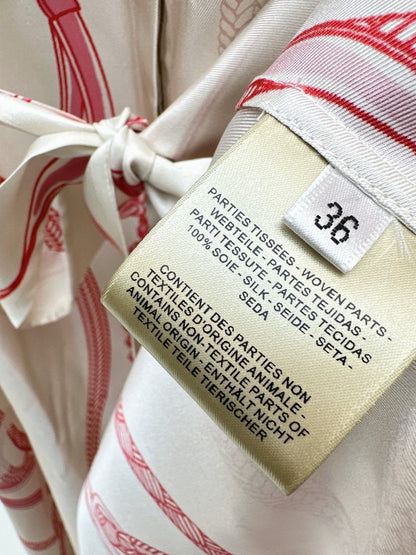 36
PARTIES TISSÉES - WOVEN PARTS -
WEBTEILE - PARTES TEJIDAS -
PARTI TESSUTE - PARTES TECIDAS
100% SOIE - SILK - SEIDE - SETA -
SEDA
CONTIENT DES PARTIES NON
TEXTILES D'ORIGINE ANIMALE -
CONTAINS NON-TEXTILE PARTS OF
ANIMAL ORIGIN. ENTHÄLT NICHT
TEXTILE TEILE TIERISCHER